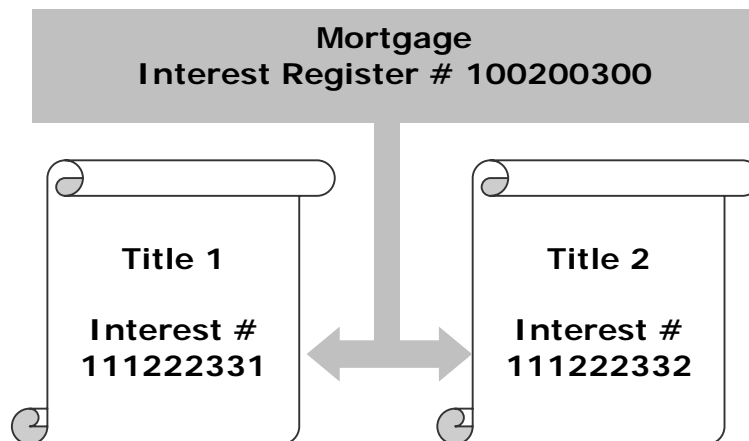 Mortgage
Interest Register # 100200300
Title 1
Interest #
111222331
Title 2
Interest #
111222332